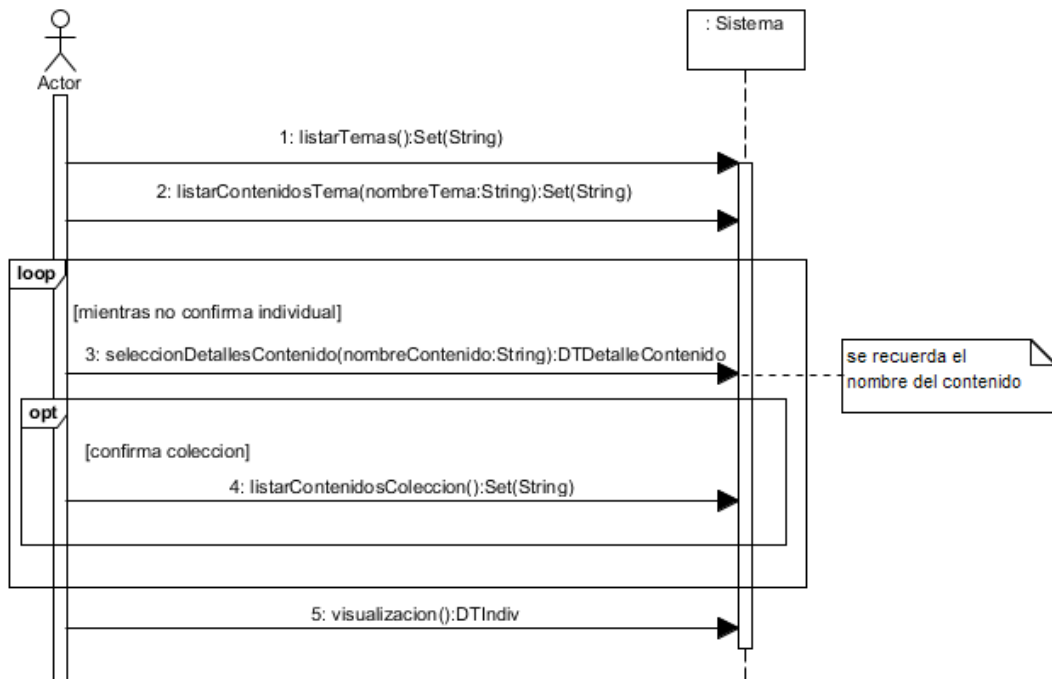 : Sistema
Actor
1: listarTemas():Set(String)
2: listarContenidosTema(nombreTema:String):Set(String)
loop
[mientras no confirma individual]
3: seleccionDetallesContenido(nombreContenido:String):DTDetalleContenido
se recuerda el
nombre del contenido
opt
[confirma coleccion]
4: listarContenidosColeccion():Set(String)
5: visualizacion():DTIndiv